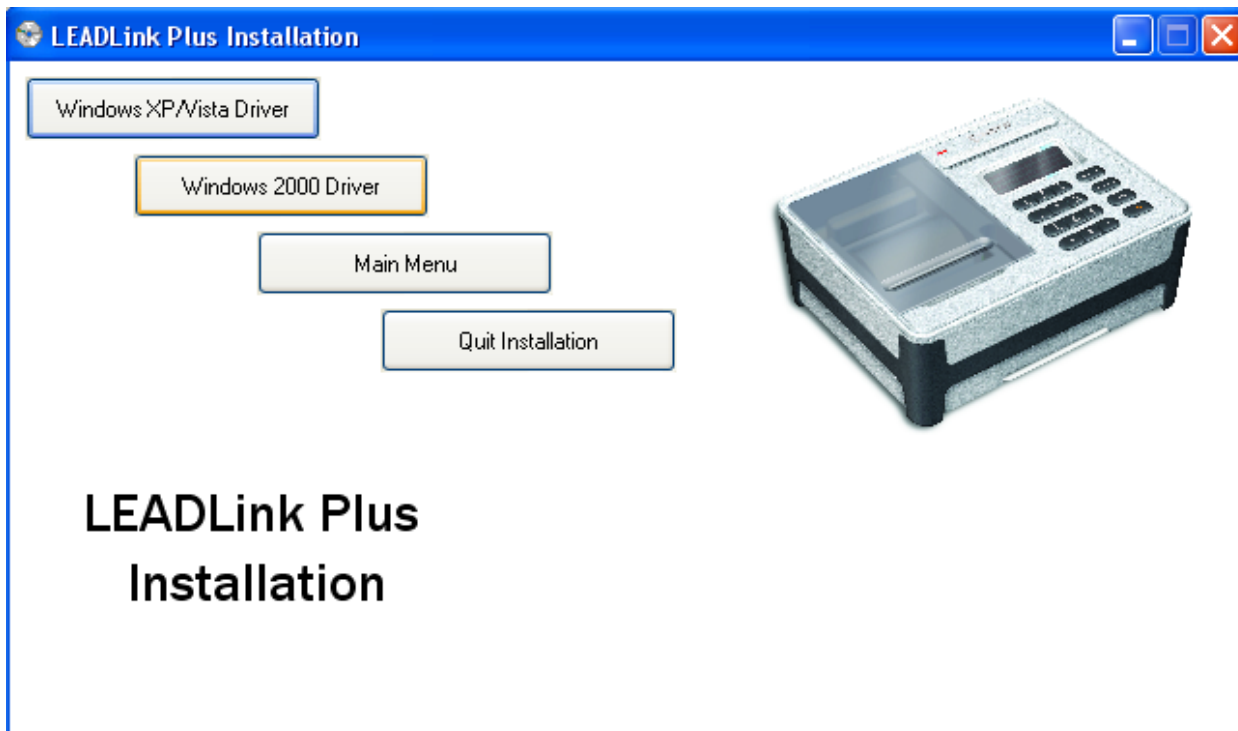 LEADLink Plus Installation
Windows XP/Vista Driver
Windows 2000 Driver
Main Menu
Quit Installation
LEADLink Plus
Installation